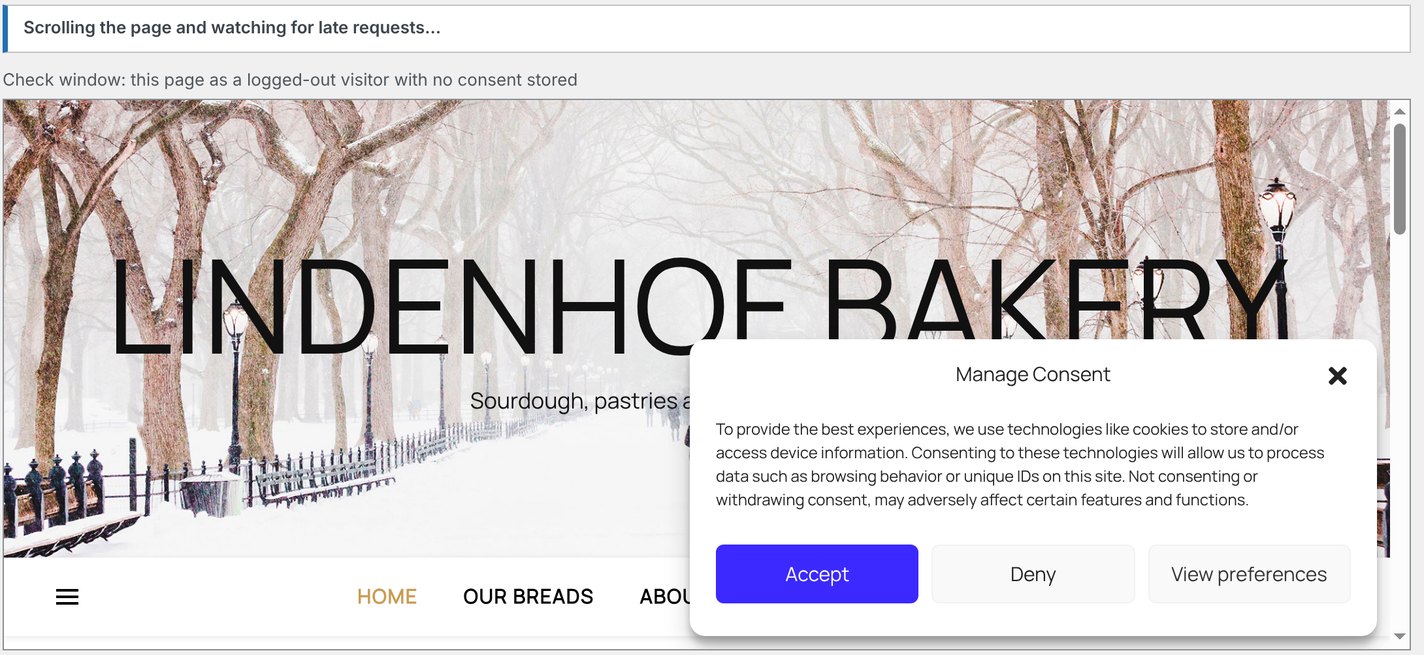 Scrolling the page and watching for late requests...
Check window: this page as a logged-out visitor with no consent stored
LINDENHOF BAKERY
Sourdough, pastries
Manage Consent
To provide the best experiences, we use technologies like cookies to store and/or
access device information. Consenting to these technologies will allow us to process
data such as browsing behavior or unique IDs on this site. Not consenting or
withdrawing consent, may adversely affect certain features and functions.
Accept Deny View preferences
HOME OUR BREADS